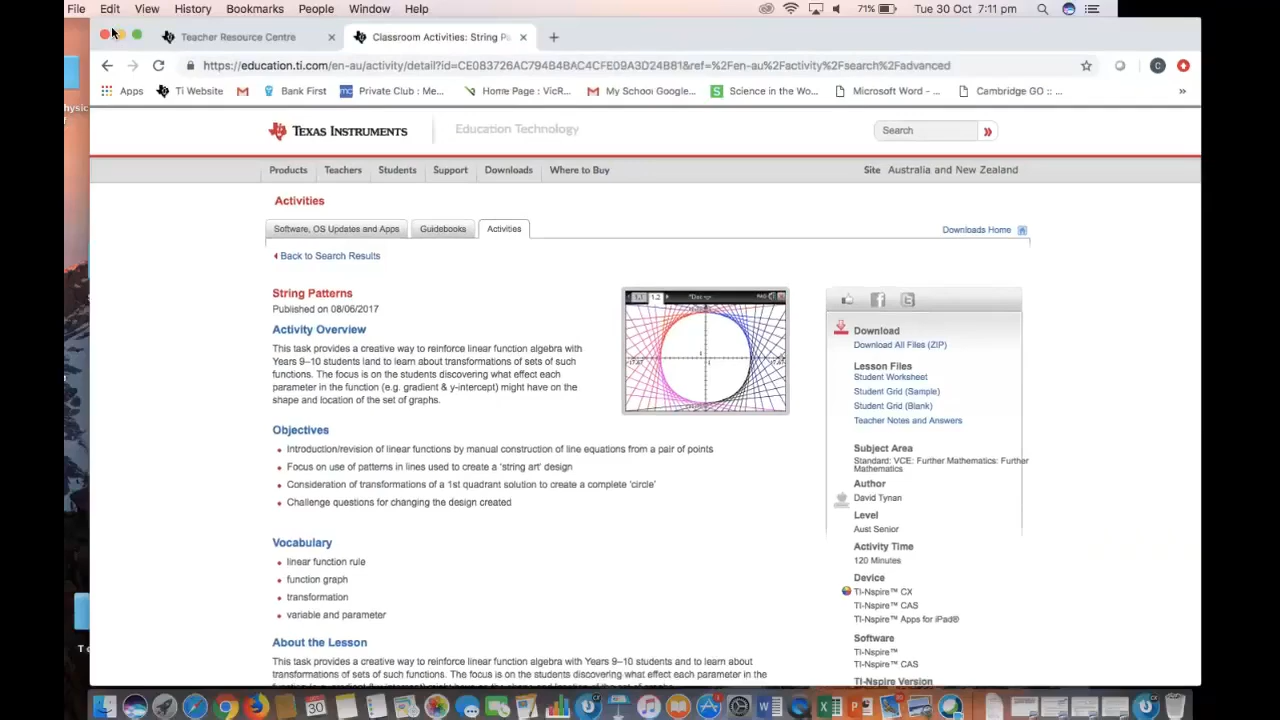 File Edit View History Bookmarks People Window Help 71% Tue 30 Oct 7:11 pm
Teacher Resource Centre Classroom Activities: String Pa
https://education.ti.com/en-au/activity/detail?id=CE083726AC794B4BAC4CFE09A3D24B81&ref=%2Fen-au%2Factivity%2Fsearch%2Fadvanced
Apps Ti Website Bank First Private Club : Me... Home Page : VicR... My School Google... Science in the Wo... Microsoft Word - ... Cambridge GO :: ... »
TEXAS INSTRUMENTS Education Technology Search
Products Teachers Students Support Downloads Where to Buy Site Australia and New Zealand
Activities
Software, OS Updates and Apps Guidebooks Activities Downloads Home
Back to Search Results
String Patterns
Published on 08/06/2017
Activity Overview
This task provides a creative way to reinforce linear function algebra with
Years 9–10 students land to learn about transformations of sets of such
functions. The focus is on the students discovering what effect each
parameter in the function (e.g. gradient & y-intercept) might have on the
shape and location of the set of graphs.
1.1 1.2
Objectives
Introduction/revision of linear functions by manual construction of line equations from a pair of points
Focus on use of patterns in lines used to create a 'string art' design
Consideration of transformations of a 1st quadrant solution to create a complete 'circle'
Challenge questions for changing the design created
Vocabulary
linear function rule
function graph
transformation
variable and parameter
About the Lesson
This task provides a creative way to reinforce linear function algebra with Years 9–10 students and to learn about
transformations of sets of such functions. The focus is on the students discovering what effect each parameter in the
Download
Download All Files (ZIP)
Lesson Files
Student Worksheet
Student Grid (Sample)
Student Grid (Blank)
Teacher Notes and Answers
Subject Area
Standard: VCE: Further Mathematics: Further
Mathematics
Author
David Tynan
Level
Aust Senior
Activity Time
120 Minutes
Device
TI-Nspire™ CX
TI-Nspire™ CAS
TI-Nspire™ Apps for iPad®
Software
TI-Nspire™
TI-Nspire™ CAS
TI-Nspire Version
30